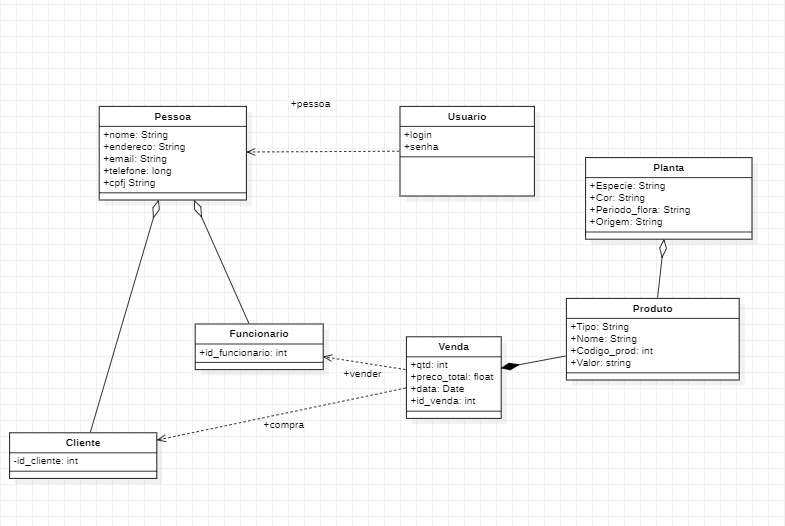 +pessoa
Pessoa
+nome: String
+endereco: String
+email: String
+telefone: long
+cpfj String
Usuario
+login
+senha
Planta
+Especie: String
+Cor: String
+Periodo_flora: String
+Origem: String
Produto
+Tipo: String
+Nome: String
+Codigo_prod: int
+Valor: string
Funcionario
+id_funcionario: int
Venda
+qtd: int
+preco_total: float
+data: Date
+id_venda: int
+vender
+compra
Cliente
-id_cliente: int